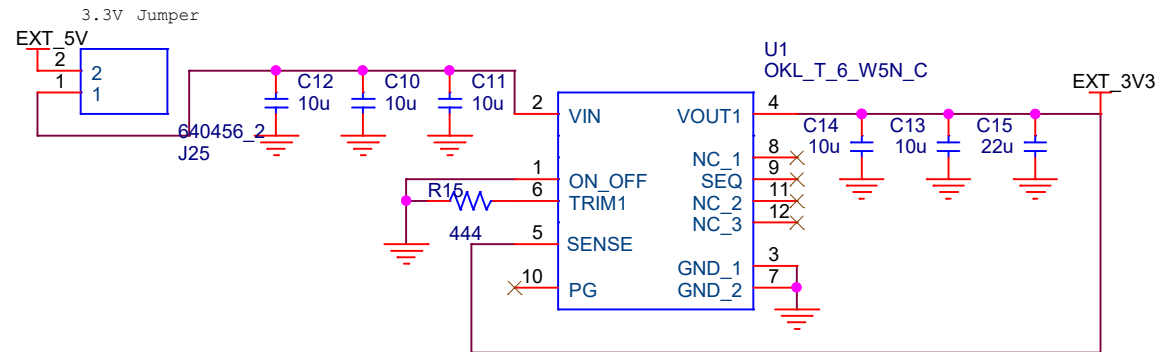 3.3V Jumper
EXT_5V
2
2
1
1
640456_2
J25
C12
10u
C10
10u
C11
10u
U1
OKL_T_6_W5N_C
2
VIN
VOUT1
4
EXT_3V3
C14
10u
C13
10u
C15
22u
NC_1
8
SEQ
9
NC_2
11
NC_3
12
1
ON_OFF
R15
6
TRIM1
444
5
SENSE
10
PG
GND_1
3
GND_2
7